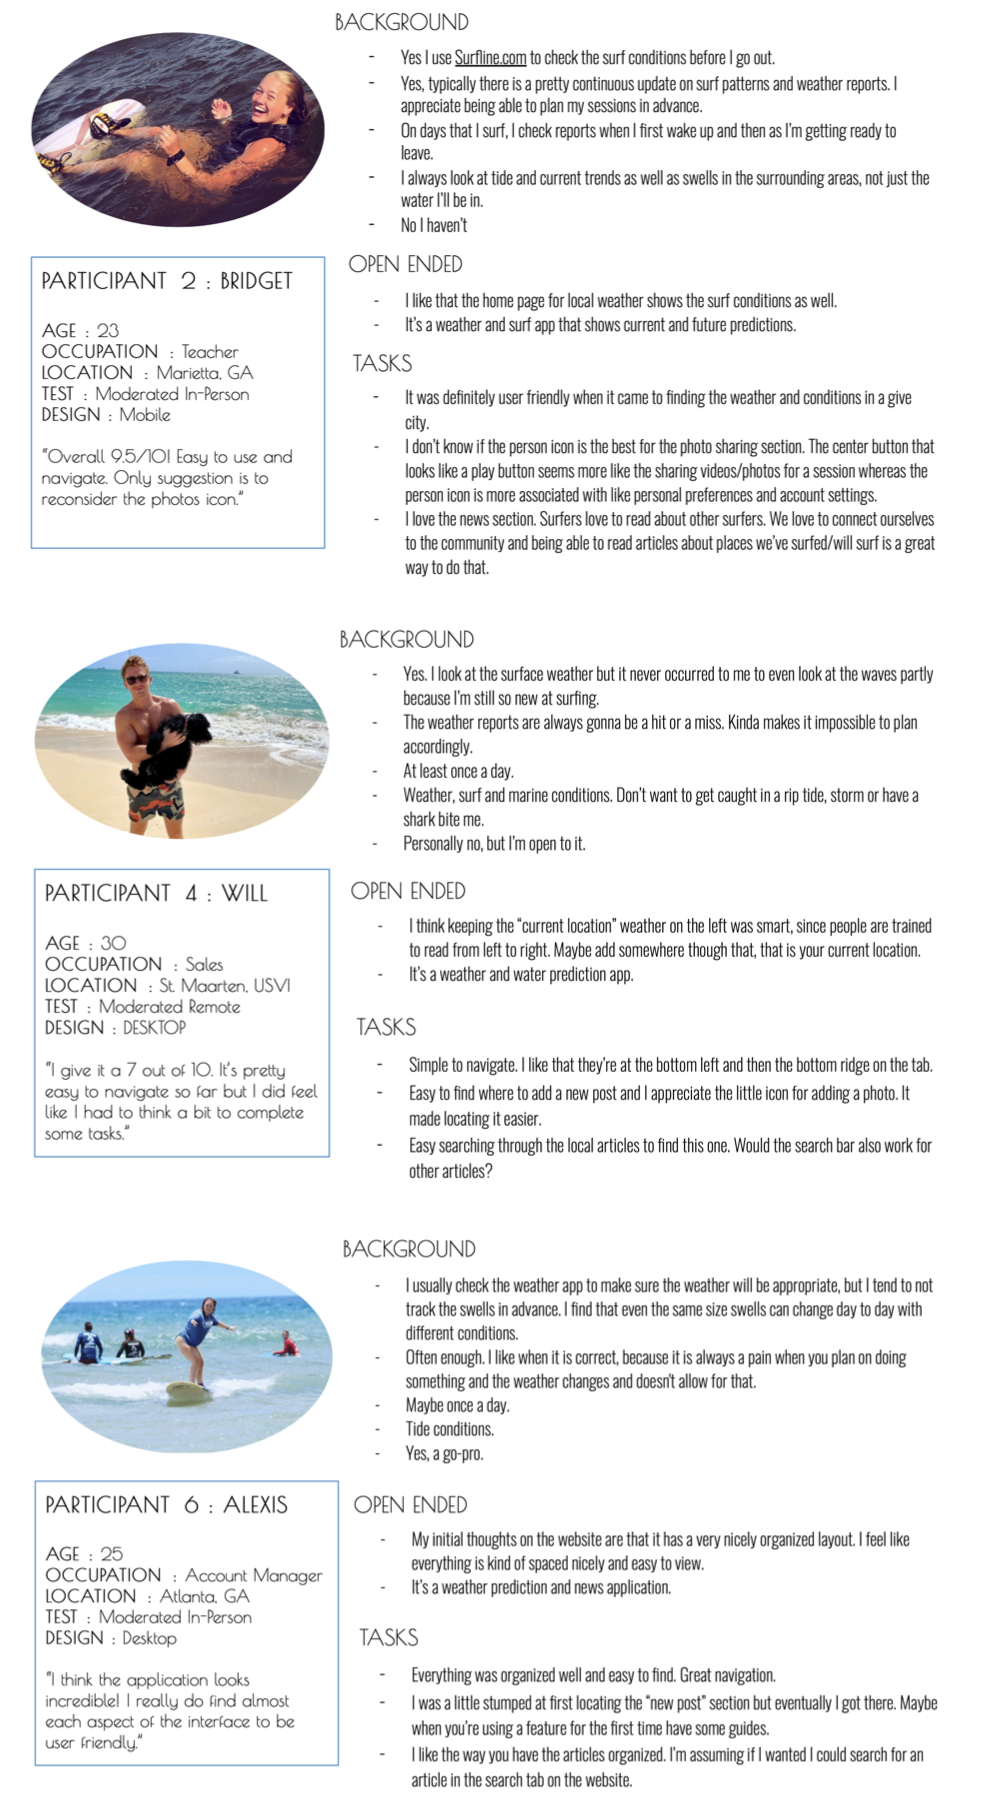 BACKGROUND
- Yes I use Surfline.com to check the surf conditions before I go out.
- Yes, typically there is a pretty continuous update on surf patterns and weather reports. I
appreciate being able to plan my sessions in advance.
- On days that I surf, I check reports when I first wake up and then as I'm getting ready to
leave.
- I always look at tide and current trends as well as swells in the surrounding areas, not just the
water I'll be in.
- No I haven't
PARTICIPANT 2 : BRIDGET
AGE : 23
OCCUPATION : Teacher
LOCATION : Marietta, GA
TEST : Moderated In-Person
DESIGN : Mobile
"Overall 9.5/10! Easy to use and
navigate. Only suggestion is to
reconsider the photos icon."
OPEN ENDED
- I like that the home page for local weather shows the surf conditions as well.
- It's a weather and surf app that shows current and future predictions.
TASKS
- It was definitely user friendly when it came to finding the weather and conditions in a give
city.
- I don't know if the person icon is the best for the photo sharing section. The center button that
looks like a play button seems more like the sharing videos/photos for a session whereas the
person icon is more associated with like personal preferences and account settings.
- I love the news section. Surfers love to read about other surfers. We love to connect ourselves
to the community and being able to read articles about places we've surfed/will surf is a great
way to do that.
BACKGROUND
- Yes. I look at the surface weather but it never occurred to me to even look at the waves partly
because I'm still so new at surfing.
- The weather reports are always gonna be a hit or a miss. Kinda makes it impossible to plan
accordingly.
- At least once a day.
- Weather, surf and marine conditions. Don't want to get caught in a rip tide, storm or have a
shark bite me.
- Personally no, but I'm open to it.
PARTICIPANT 4 : WILL
AGE : 30
OCCUPATION : Sales
LOCATION : St. Maarten, USVI
TEST : Moderated Remote
DESIGN : DESKTOP
"I give it a 7 out of 10. It's pretty
easy to navigate so far but I did feel
like I had to think a bit to complete
some tasks."
OPEN ENDED
- I think keeping the “current location” weather on the left was smart, since people are trained
to read from left to right. Maybe add somewhere though that, that is your current location.
- It's a weather and water prediction app.
TASKS
- Simple to navigate. I like that they're at the bottom left and then the bottom ridge on the tab.
- Easy to find where to add a new post and I appreciate the little icon for adding a photo. It
made locating it easier.
- Easy searching through the local articles to find this one. Would the search bar also work for
other articles?
BACKGROUND
- I usually check the weather app to make sure the weather will be appropriate, but I tend to not
track the swells in advance. I find that even the same size swells can change day to day with
different conditions.
- Often enough. I like when it is correct, because it is always a pain when you plan on doing
something and the weather changes and doesn't allow for that.
- Maybe once a day.
- Tide conditions.
- Yes, a go-pro.
PARTICIPANT 6 : ALEXIS
AGE : 25
OCCUPATION : Account Manager
LOCATION : Atlanta, GA
TEST : Moderated In-Person
DESIGN : Desktop
"I think the application looks
incredible! I really do find almost
each aspect of the interface to be
user friendly."
OPEN ENDED
- My initial thoughts on the website are that it has a very nicely organized layout. I feel like
everything is kind of spaced nicely and easy to view.
- It's a weather prediction and news application.
TASKS
- Everything was organized well and easy to find. Great navigation.
- I was a little stumped at first locating the “new post” section but eventually I got there. Maybe
when you're using a feature for the first time have some guides.
- I like the way you have the articles organized. I'm assuming if I wanted I could search for an
article in the search tab on the website.